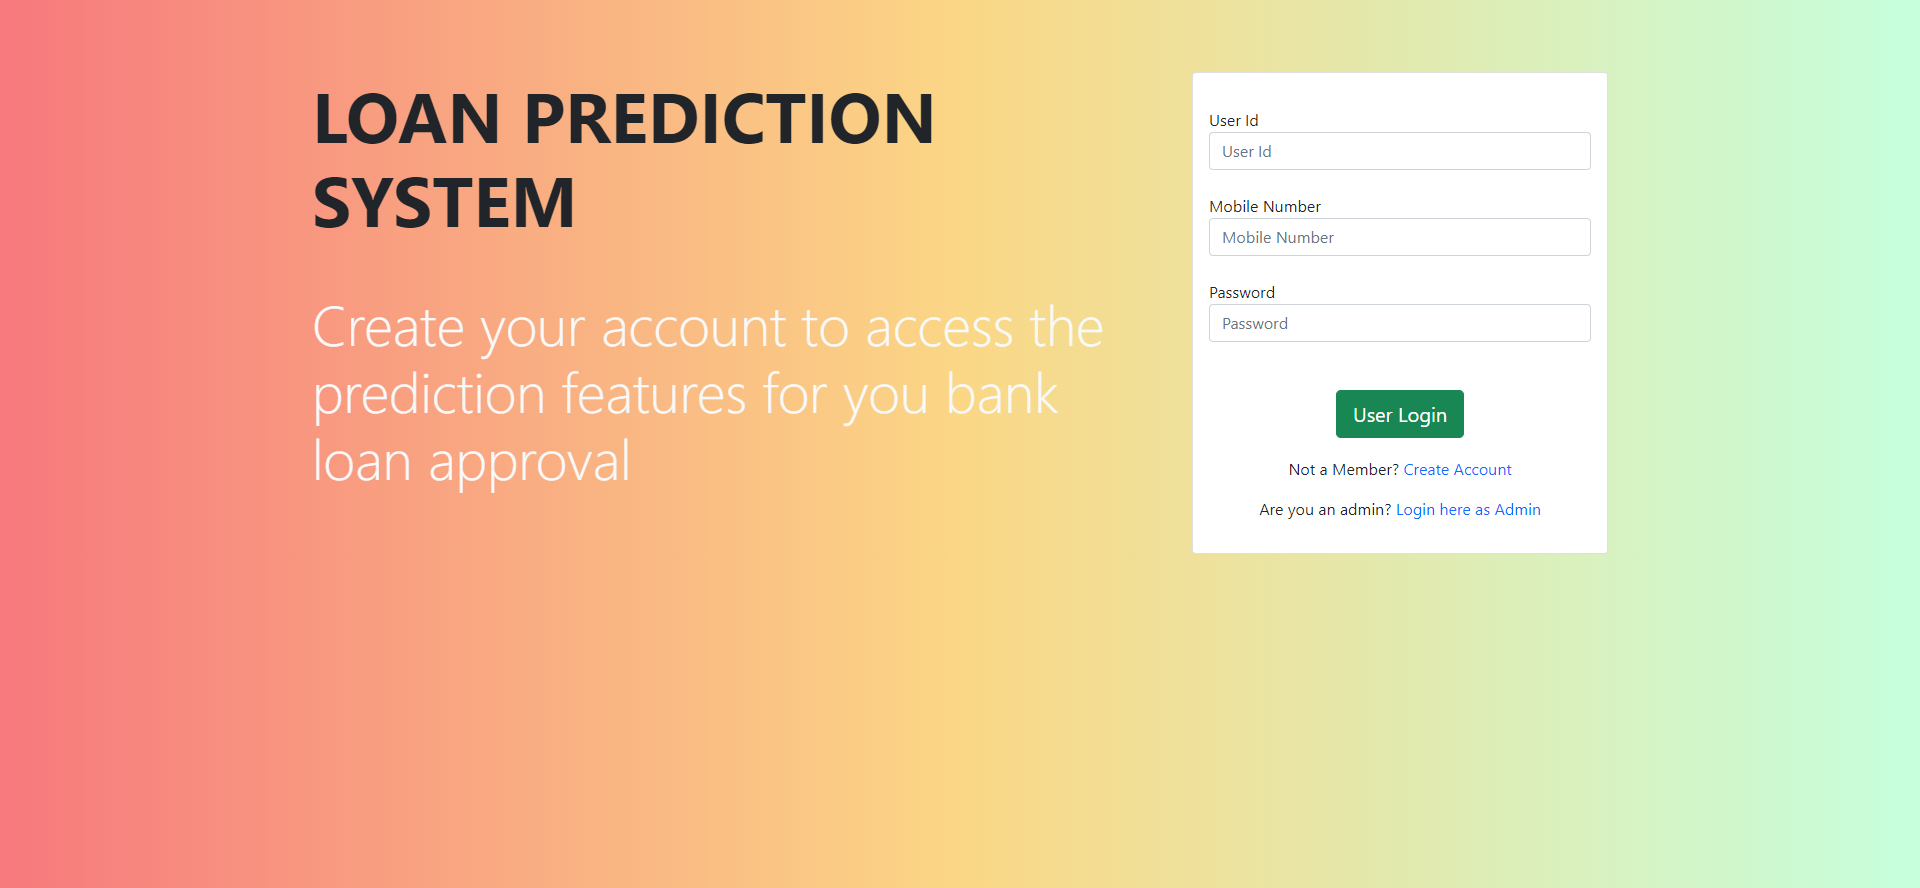 LOAN PREDICTION
SYSTEM
Create your account to access the
prediction features for you bank
loan approval
User Id
User Id
Mobile Number
Mobile Number
Password
Password
User Login
Not a Member? Create Account
Are you an admin? Login here as Admin